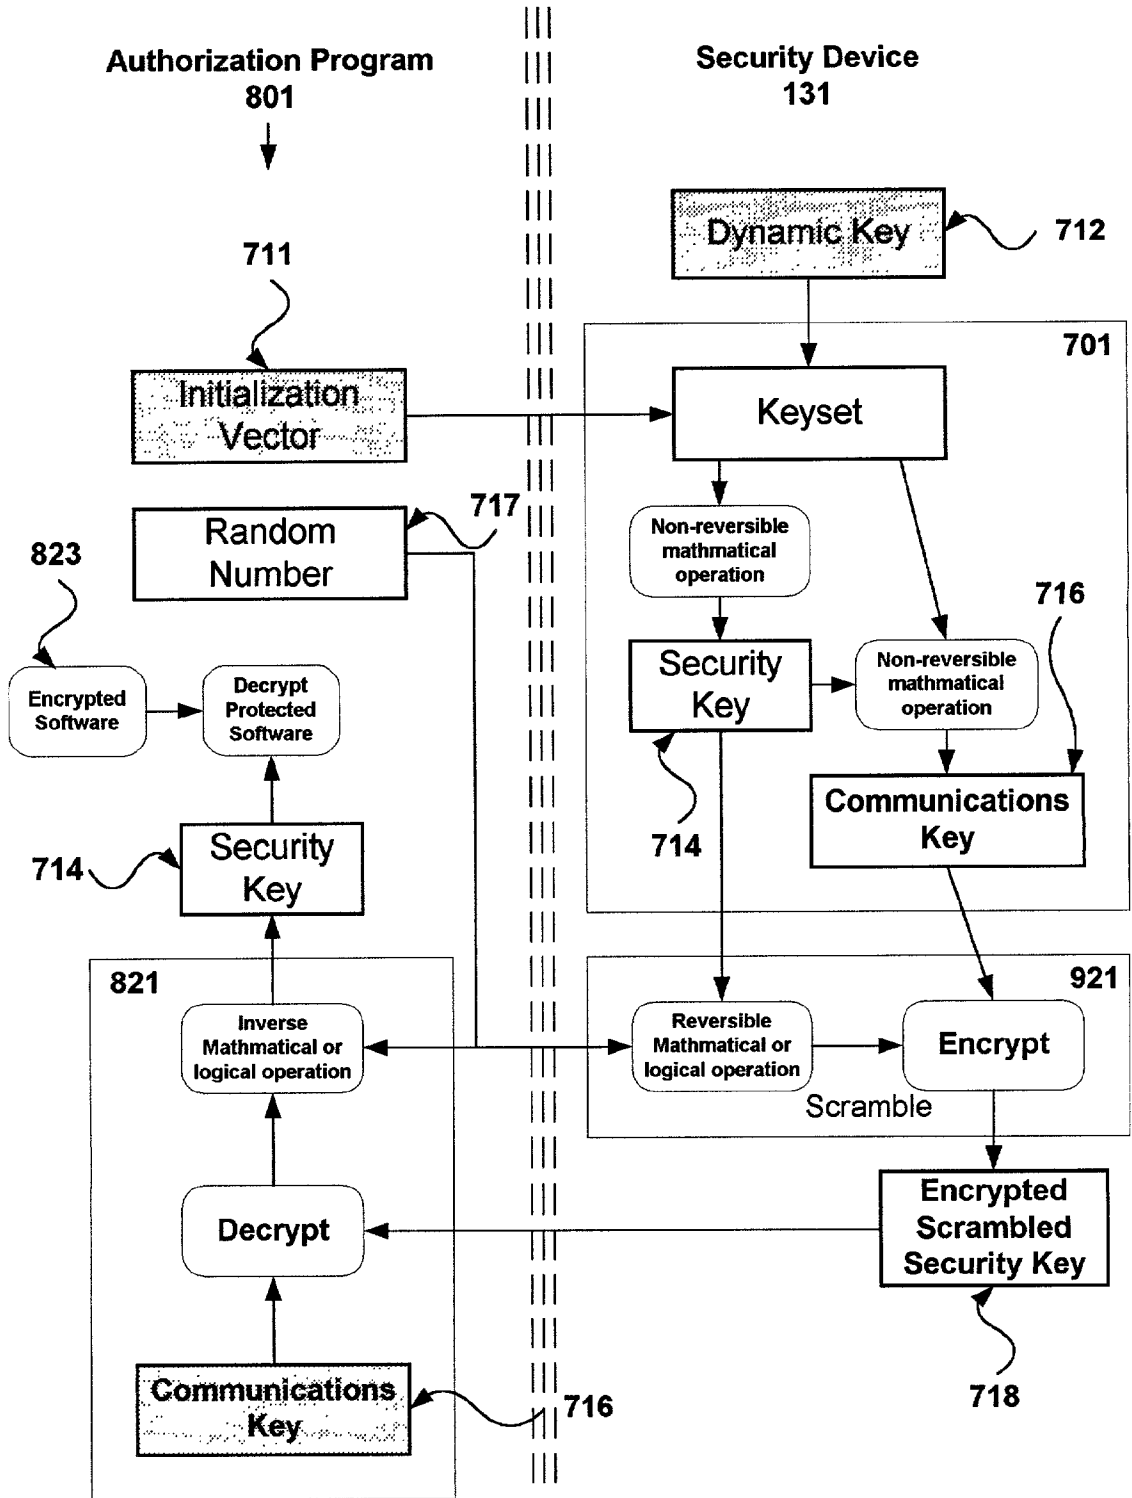 Authorization Program
801
Security Device
131
Dynamic Key
712
711
701
Initialization
Vector
Keyset
717
Random
Number
823
Non-reversible
mathmatical
operation
716
Encrypted
Software
Decrypt
Protected
Software
Security
Key
Non-reversible
mathmatical
operation
Communications
Key
714
Security
Key
714
821
921
Inverse
Mathmatical or
logical operation
Reversible
Mathmatical or
logical operation
Encrypt
Scramble
Decrypt
Encrypted
Scrambled
Security Key
Communications
Key
716
718